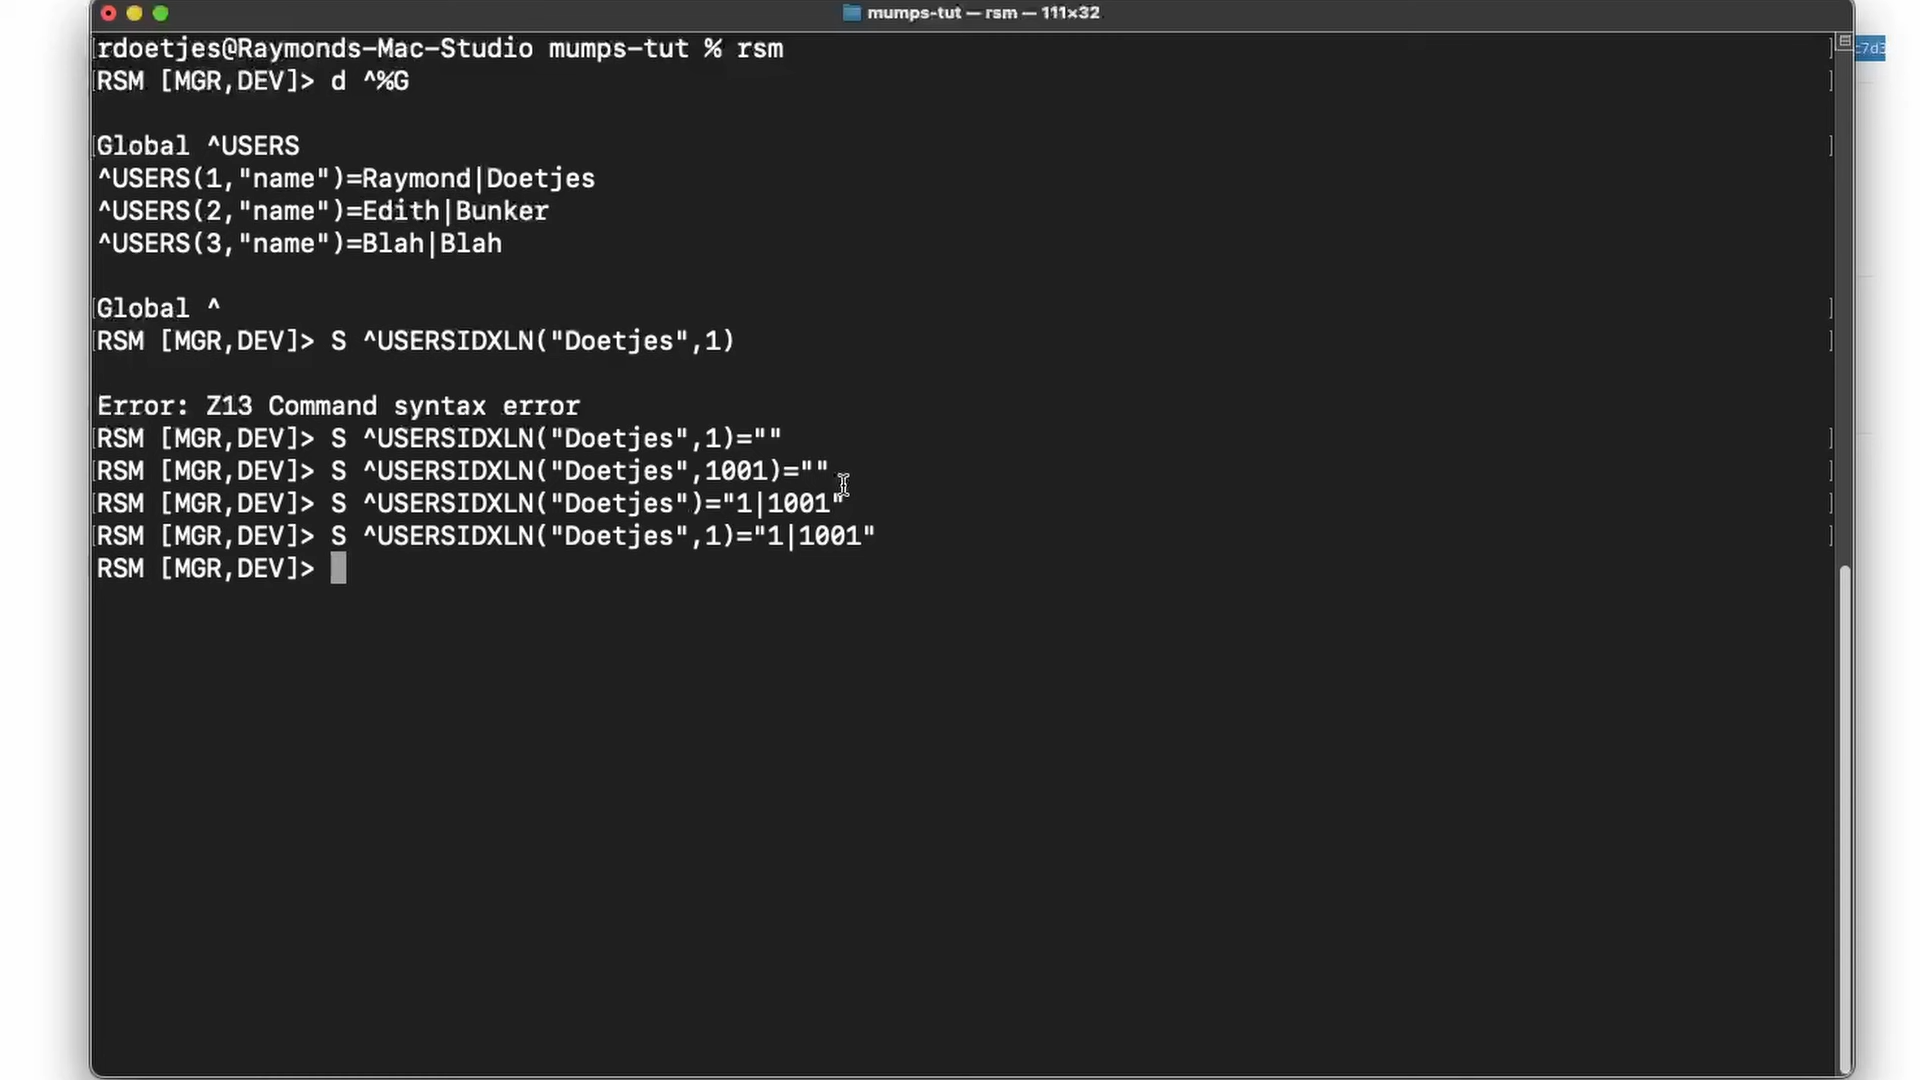 mumps-tut — rsm — 111×32
rdoetjes@Raymonds-Mac-Studio mumps-tut % rsm
c7d3
RSM [MGR,DEV]> d ^%G
Global ^USERS
^USERS(1,"name")=Raymond|Doetjes
^USERS(2,"name")=Edith|Bunker
^USERS(3,"name")=Blah|Blah
Global ^
RSM [MGR,DEV]> S ^USERSIDXLN("Doetjes",1)
Error: Z13 Command syntax error
RSM [MGR,DEV]> S ^USERSIDXLN("Doetjes",1)=""
RSM [MGR,DEV]> S ^USERSIDXLN("Doetjes",1001)=""
RSM [MGR,DEV]> S ^USERSIDXLN("Doetjes")="1|1001"
RSM [MGR,DEV]> S ^USERSIDXLN("Doetjes",1)="1|1001"
RSM [MGR,DEV]>